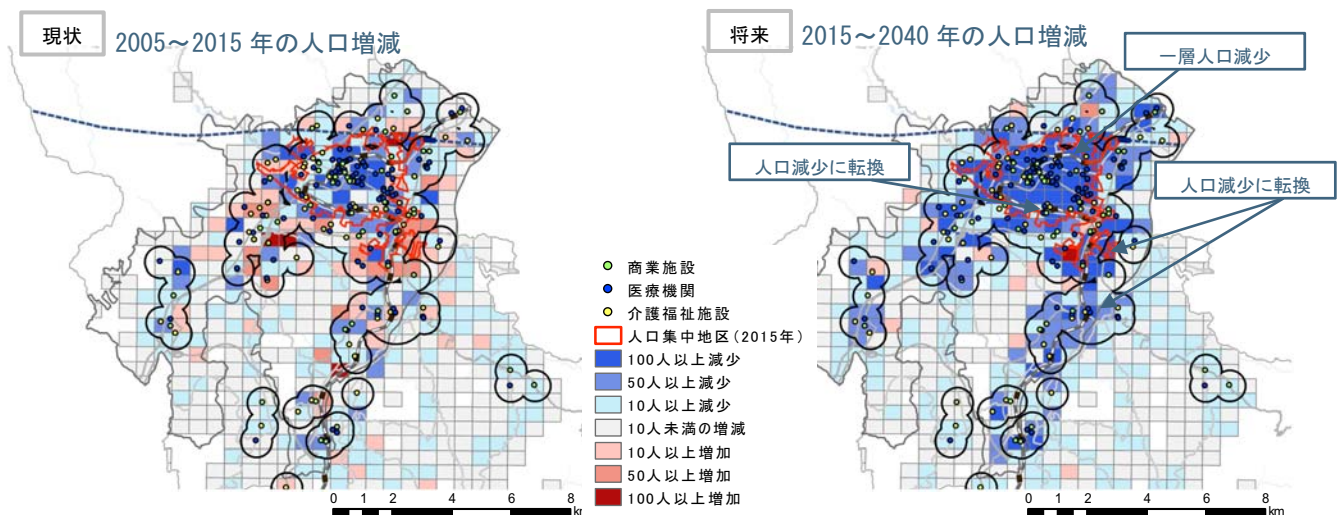 現状
2005～2015 年の人口増減
将来
2015～2040 年の人口増減
一層人口減少
人口減少に転換
人口減少に転換
商業施設
医療機関
介護福祉施設
人口集中地区(2015年)
100人以上減少
50人以上減少
10人以上減少
10人未満の増減
10人以上増加
50人以上増加
100人以上増加
0 1 2 4 6 8
km
0 1 2 4 6 8
km